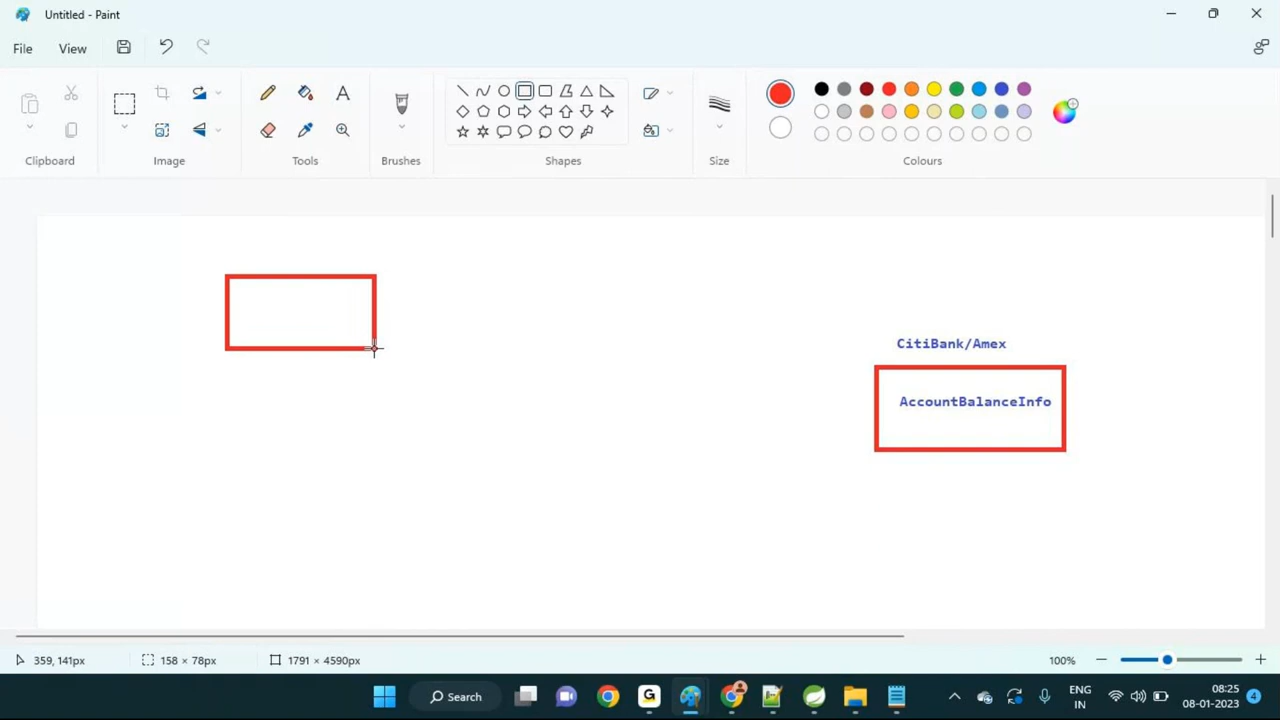 Untitled - Paint
File
View
Clipboard
Image
Tools
Brushes
Shapes
Size
Colours
CitiBank/Amex
AccountBalanceInfo
359, 141px
158 × 78px
1791 × 4590px
100%
Search
ENG
IN
08:25
08-01-2023
4